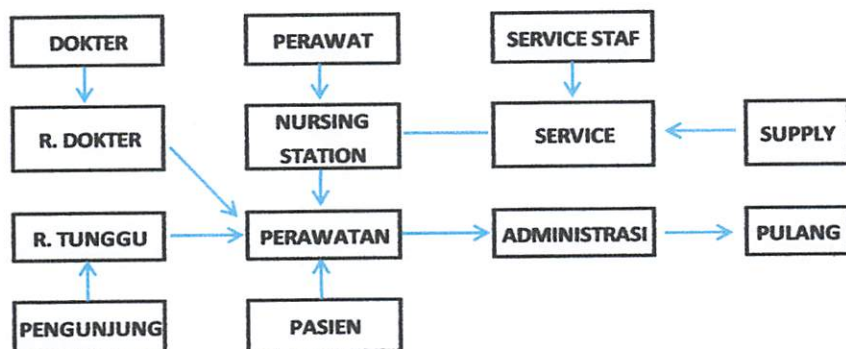 DOKTER
PERAWAT
SERVICE STAF
R. DOKTER
NURSING
STATION
SERVICE
SUPPLY
R. TUNGGU
PERAWATAN
ADMINISTRASI
PULANG
PENGUNJUNG
PASIEN